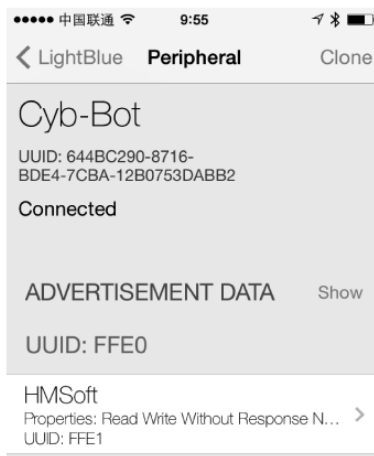 中国联通 9:55
LightBlue Peripheral Clone
Cyb-Bot
UUID: 644BC290-8716-
BDE4-7CBA-12B0753DABB2
Connected
ADVERTISEMENT DATA Show
UUID: FFE0
HMSoft
Properties: Read Write Without Response N...
UUID: FFE1